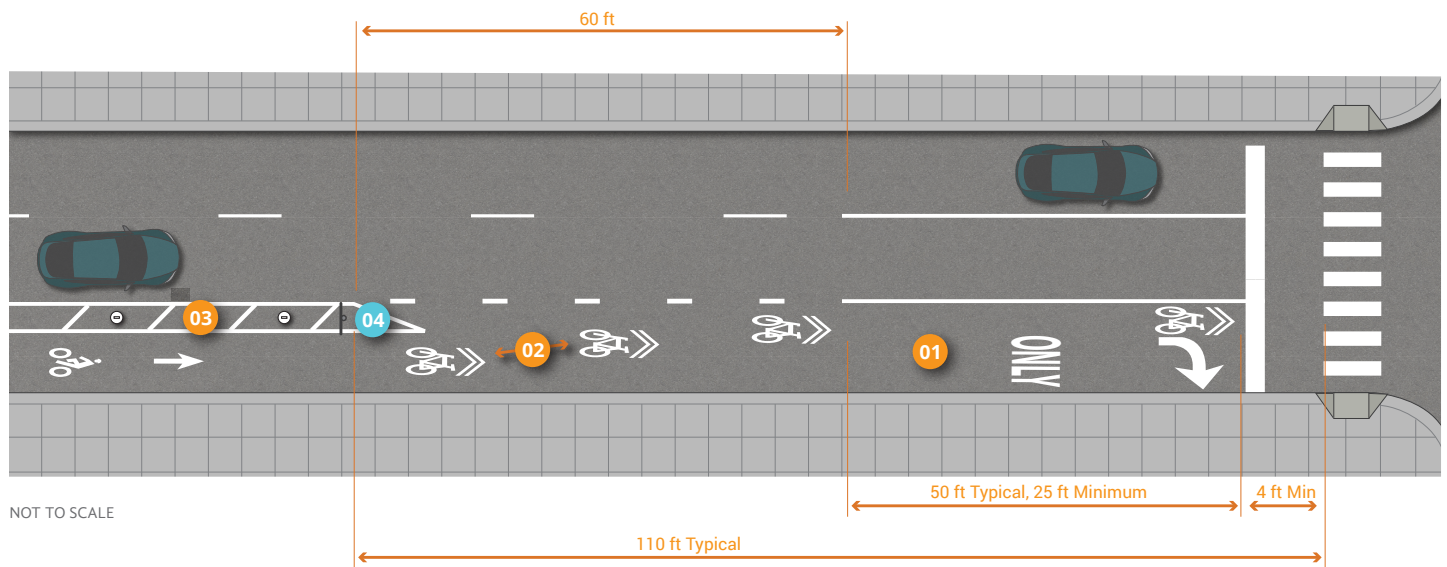 60 ft
03
04
02
01
ONLY
50 ft Typical, 25 ft Minimum
4 ft Min
NOT TO SCALE
110 ft Typical